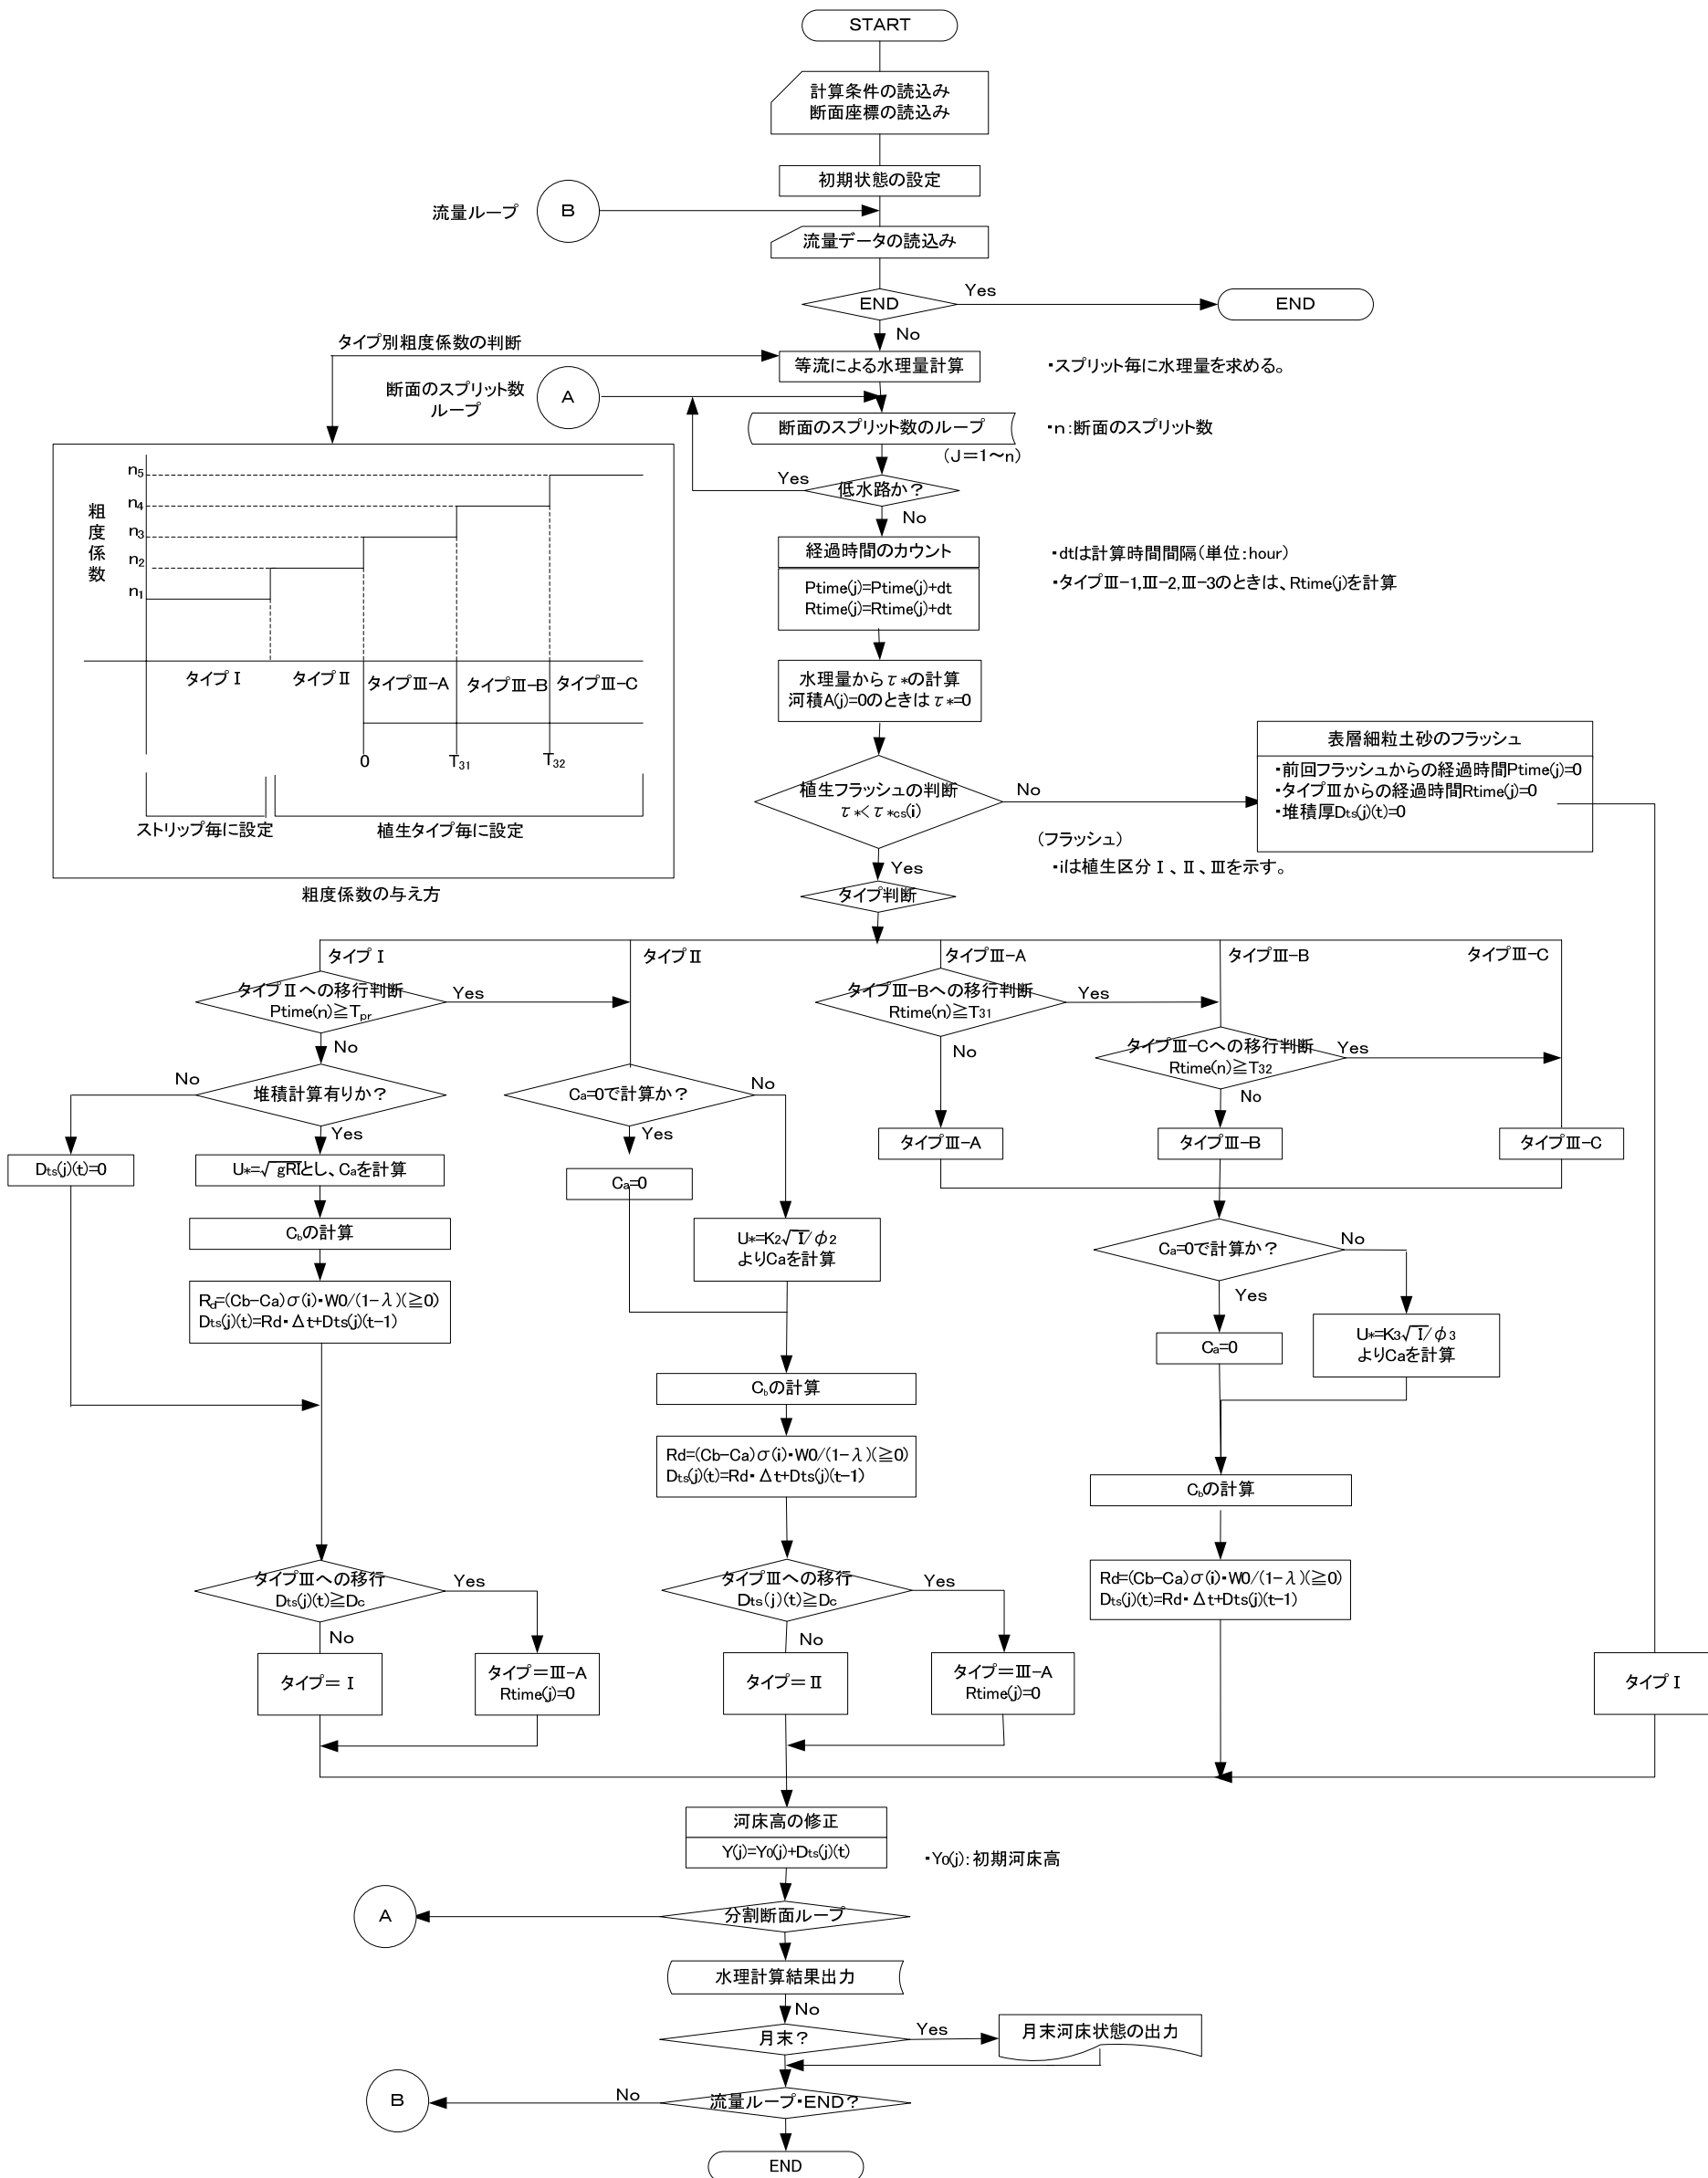 START
計算条件の読込み
断面座標の読込み
初期状態の設定
流量ループ
B
流量データの読込み
END
Yes
END
No
タイプ別粗度係数の判断
等流による水理量計算
・スプリット毎に水理量を求める。
断面のスプリット数
ループ
A
断面のスプリット数のループ
・n:断面のスプリット数
(J=1~n)
Yes
低水路か?
No
粗度係数
n5
n4
n3
n2
n1
タイプⅠ
タイプⅡ
タイプⅢ-A
タイプⅢ-B
タイプⅢ-C
0
T31
T32
ストリップ毎に設定
植生タイプ毎に設定
粗度係数の与え方
経過時間のカウント
Ptime(j)=Ptime(j)+dt
Rtime(j)=Rtime(j)+dt
・dtは計算時間間隔(単位:hour)
・タイプⅢ-1,Ⅲ-2,Ⅲ-3のときは、Rtime(j)を計算
水理量からτ*の計算
河積A(j)=0のときはτ*=0
植生フラッシュの判断
τ*<τ*cs(i)
No
表層細粒土砂のフラッシュ
・前回フラッシュからの経過時間Ptime(j)=0
・タイプⅢからの経過時間Rtime(j)=0
・堆積厚Dts(j)(t)=0
(フラッシュ)
・iは植生区分Ⅰ、Ⅱ、Ⅲを示す。
Yes
タイプ判断
タイプⅠ
タイプⅡ
タイプⅢ-A
タイプⅢ-B
タイプⅢ-C
タイプⅡへの移行判断
Ptime(n)≧Tpr
Yes
No
タイプⅢ-Bへの移行判断
Rtime(n)≧T31
Yes
No
タイプⅢ-Cへの移行判断
Rtime(n)≧T32
Yes
No
No
堆積計算有りか?
Yes
Ca=0で計算か?
No
Yes
タイプⅢ-A
タイプⅢ-B
タイプⅢ-C
Dts(j)(t)=0
U*=√gRIとし、Caを計算
Ca=0
Cbの計算
U*=K2√I/φ2
よりCaを計算
Ca=0で計算か?
No
Yes
Rd=(Cb-Ca)σ(i)・W0/(1-λ)(≧0)
Dts(j)(t)=Rd・Δt+Dts(j)(t-1)
Ca=0
U*=K3√I/φ3
よりCaを計算
Cbの計算
Rd=(Cb-Ca)σ(i)・W0/(1-λ)(≧0)
Dts(j)(t)=Rd・Δt+Dts(j)(t-1)
Cbの計算
Rd=(Cb-Ca)σ(i)・W0/(1-λ)(≧0)
Dts(j)(t)=Rd・Δt+Dts(j)(t-1)
タイプⅢへの移行
Dts(j)(t)≧Dc
Yes
No
タイプⅢへの移行
Dts(j)(t)≧Dc
Yes
No
タイプ=Ⅰ
タイプ=Ⅲ-A
Rtime(j)=0
タイプ=Ⅱ
タイプ=Ⅲ-A
Rtime(j)=0
タイプⅠ
河床高の修正
Y(j)=Y0(j)+Dts(j)(t)
・Y0(j):初期河床高
A
分割断面ループ
水理計算結果出力
No
月末?
Yes
月末河床状態の出力
B
No
流量ループ・END?
END